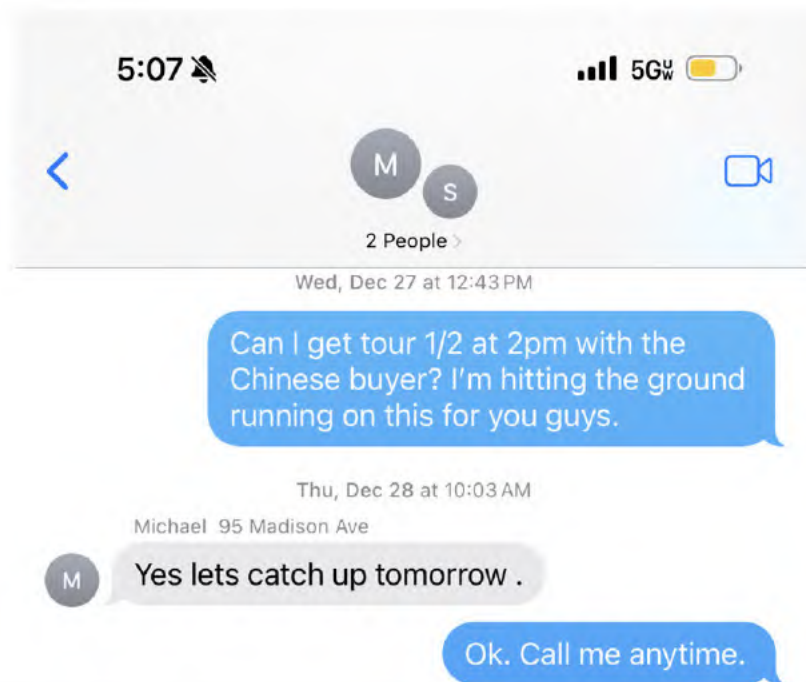 5:07
5GUW
M
S
2 People >
Wed, Dec 27 at 12:43 PM
Can I get tour 1/2 at 2pm with the
Chinese buyer? I’m hitting the ground
running on this for you guys.
Thu, Dec 28 at 10:03 AM
Michael 95 Madison Ave
M
Yes lets catch up tomorrow .
Ok. Call me anytime.